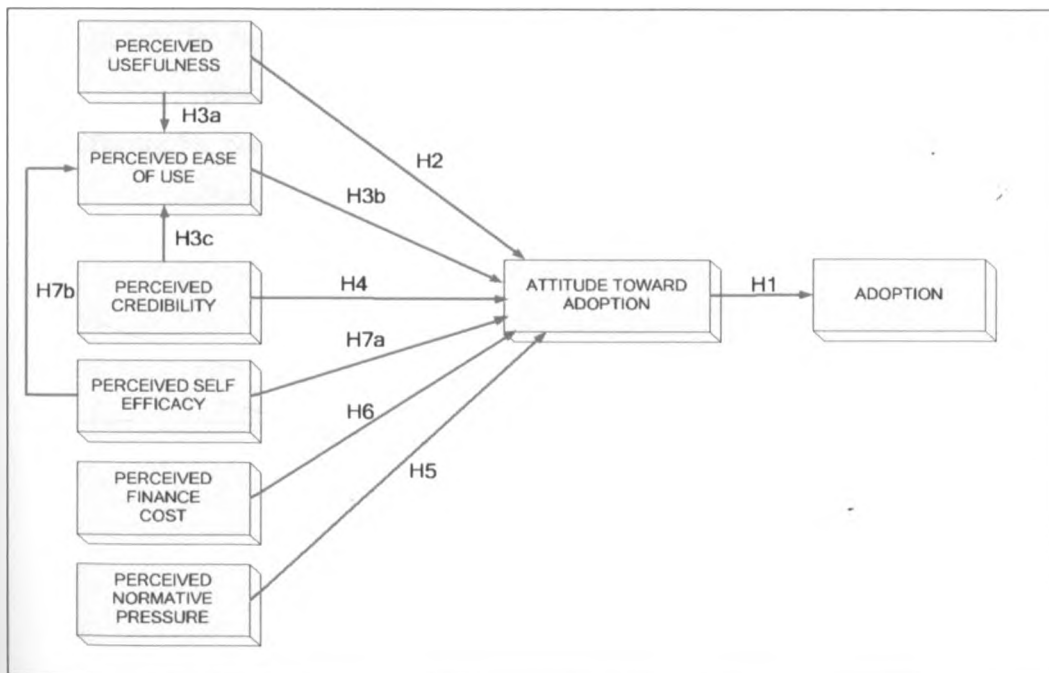 PERCEIVED
USEFULNESS
H3a
H2
PERCEIVED EASE
OF USE
H3b
H3c
H7b
PERCEIVED
CREDIBILITY
H4
ATTITUDE TOWARD
ADOPTION
H1
ADOPTION
H7a
PERCEIVED SELF
EFFICACY
H6
H5
PERCEIVED
FINANCE
COST
PERCEIVED
NORMATIVE
PRESSURE